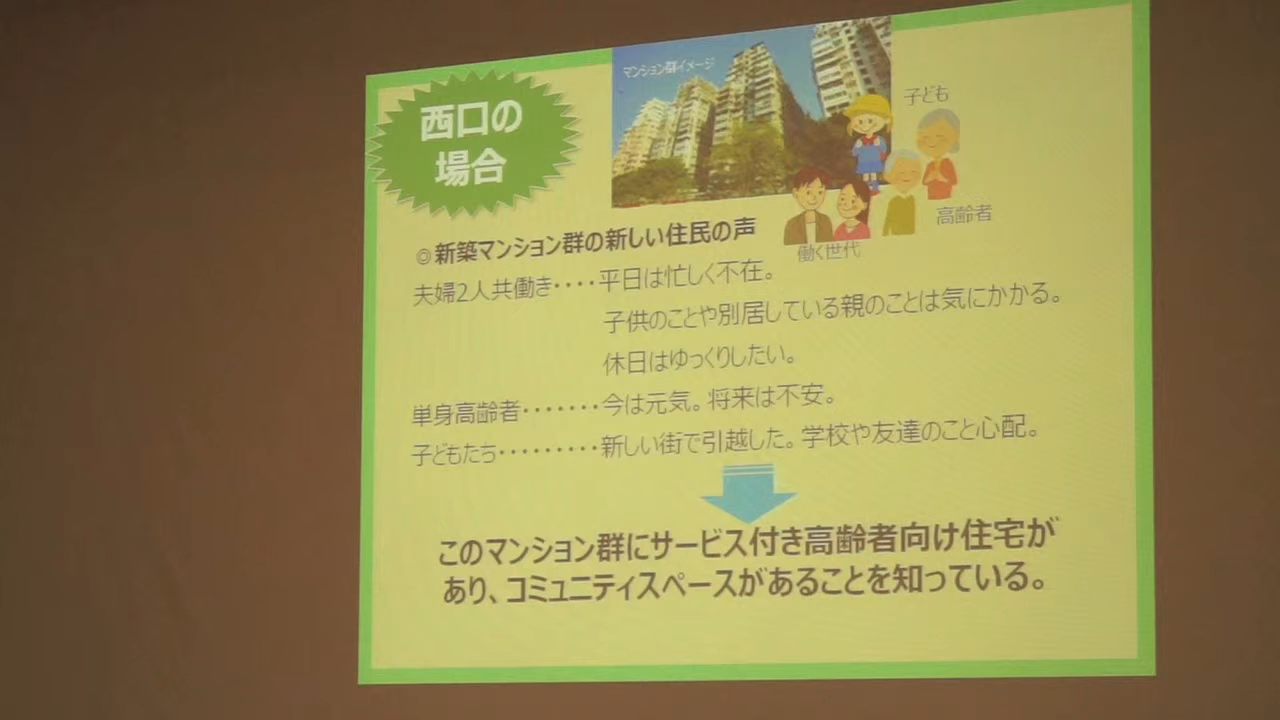 西口の
場合
マンション群イメージ
子ども
高齢者
働く世代
◎新築マンション群の新しい住民の声
夫婦2人共働き････平日は忙しく不在。
子供のことや別居している親のことは気にかかる。
休日はゆっくりしたい。
単身高齢者･･･････今は元気。将来は不安。
子どもたち･････････新しい街で引越した。学校や友達のこと心配。
このマンション群にサービス付き高齢者向け住宅が
あり、コミュニティスペースがあることを知っている。